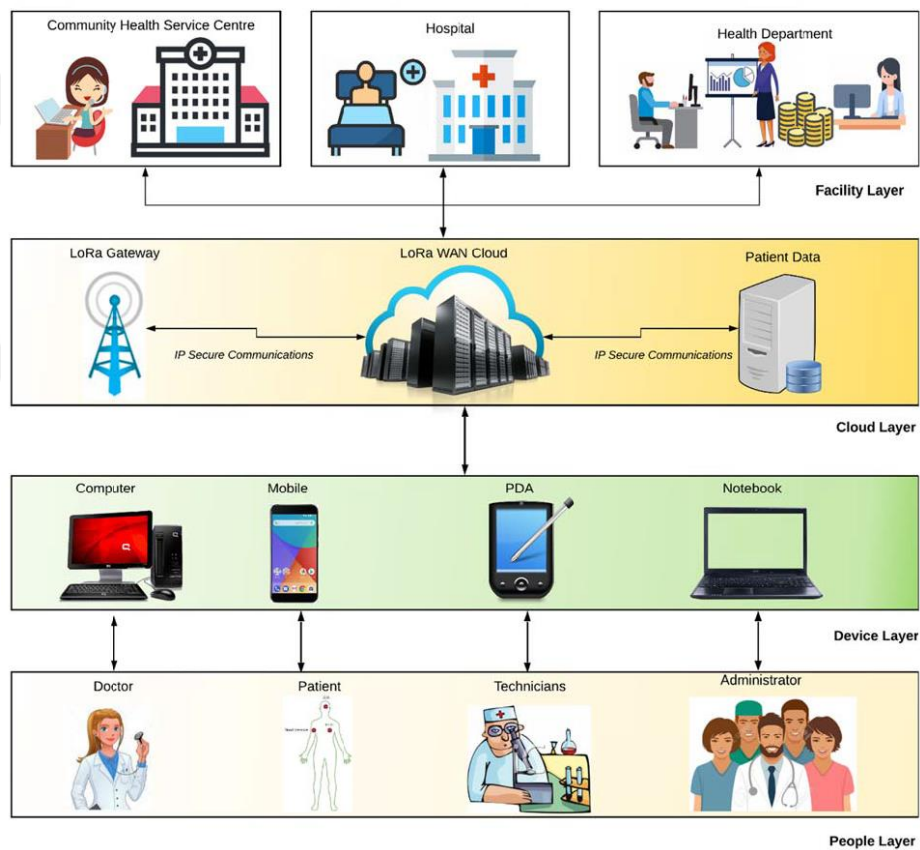 Community Health Service Centre
Hospital
Health Department
Facility Layer
LoRa Gateway
LoRa WAN Cloud
Patient Data
IP Secure Communications
IP Secure Communications
Cloud Layer
Computer
Mobile
PDA
Notebook
Device Layer
Doctor
Patient
Technicians
Administrator
People Layer